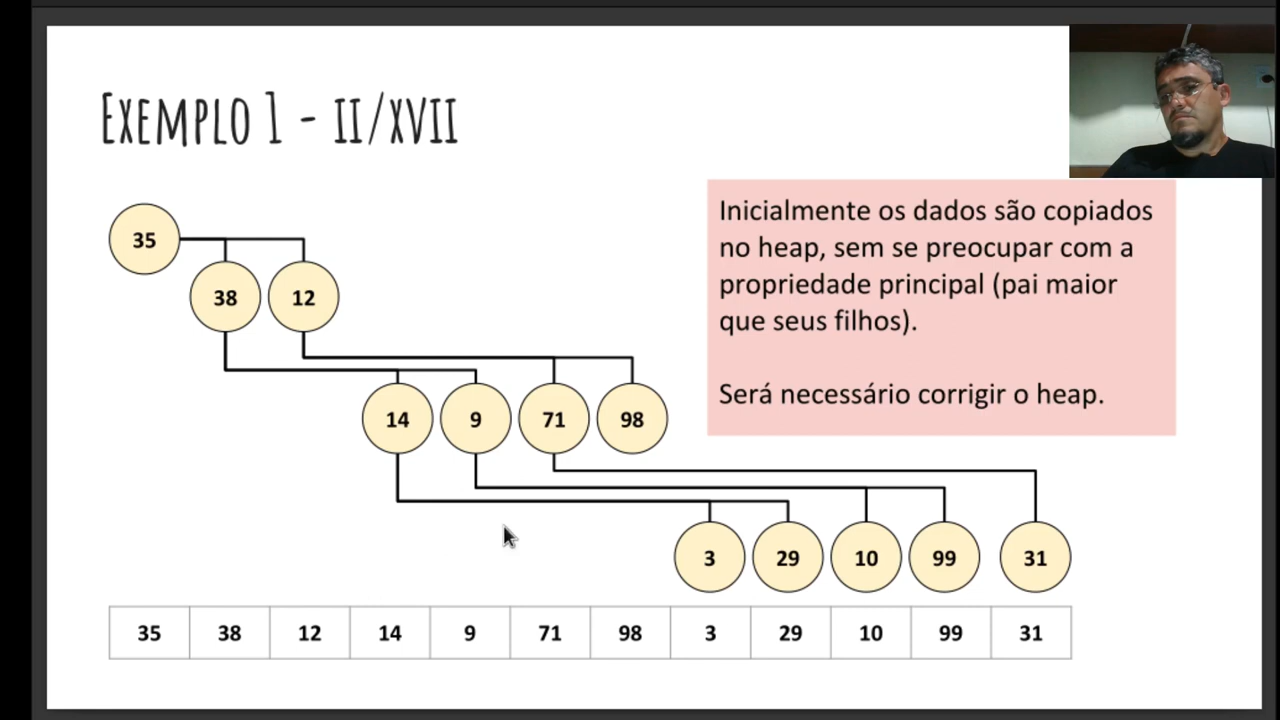 EXEMPLO 1 - II/XVII
Inicialmente os dados são copiados
no heap, sem se preocupar com a
propriedade principal (pai maior
que seus filhos).
Será necessário corrigir o heap.
35
38 12
14 9 71 98
3 29 10 99 31
35 38 12 14 9 71 98 3 29 10 99 31